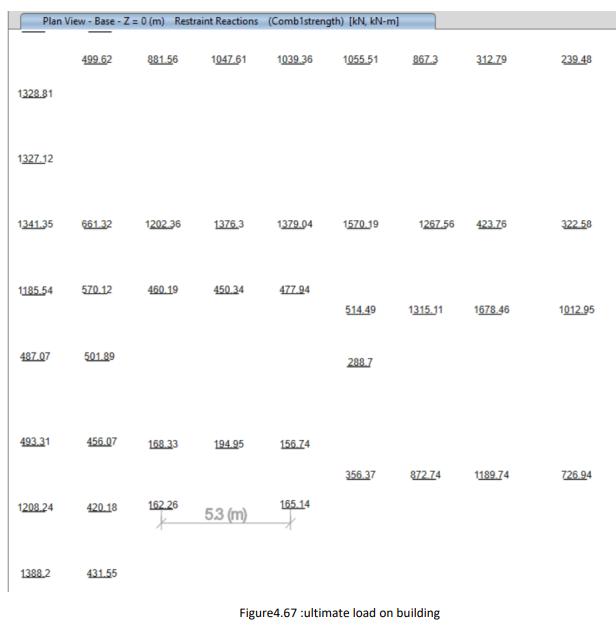 Plan View - Base - Z = 0 (m) Restraint Reactions (Comb1strength) [kN, kN-m]
499.62 881.56 1047.61 1039.36 1055.51 867.3 312.79 239.48
1328.81
1327.12
1341.35 661.32 1202.36 1376.3 1379.04 1570.19 1267.56 423.76 322.58
1185.54 570.12 460.19 450.34 477.94
514.49 1315.11 1678.46 1012.95
487.07 501.89
288.7
493.31 456.07 168.33 194.95 156.74
356.37 872.74 1189.74 726.94
1208.24 420.18 162.26 165.14
5.3 (m)
1388.2 431.55
Figure4.67 :ultimate load on building